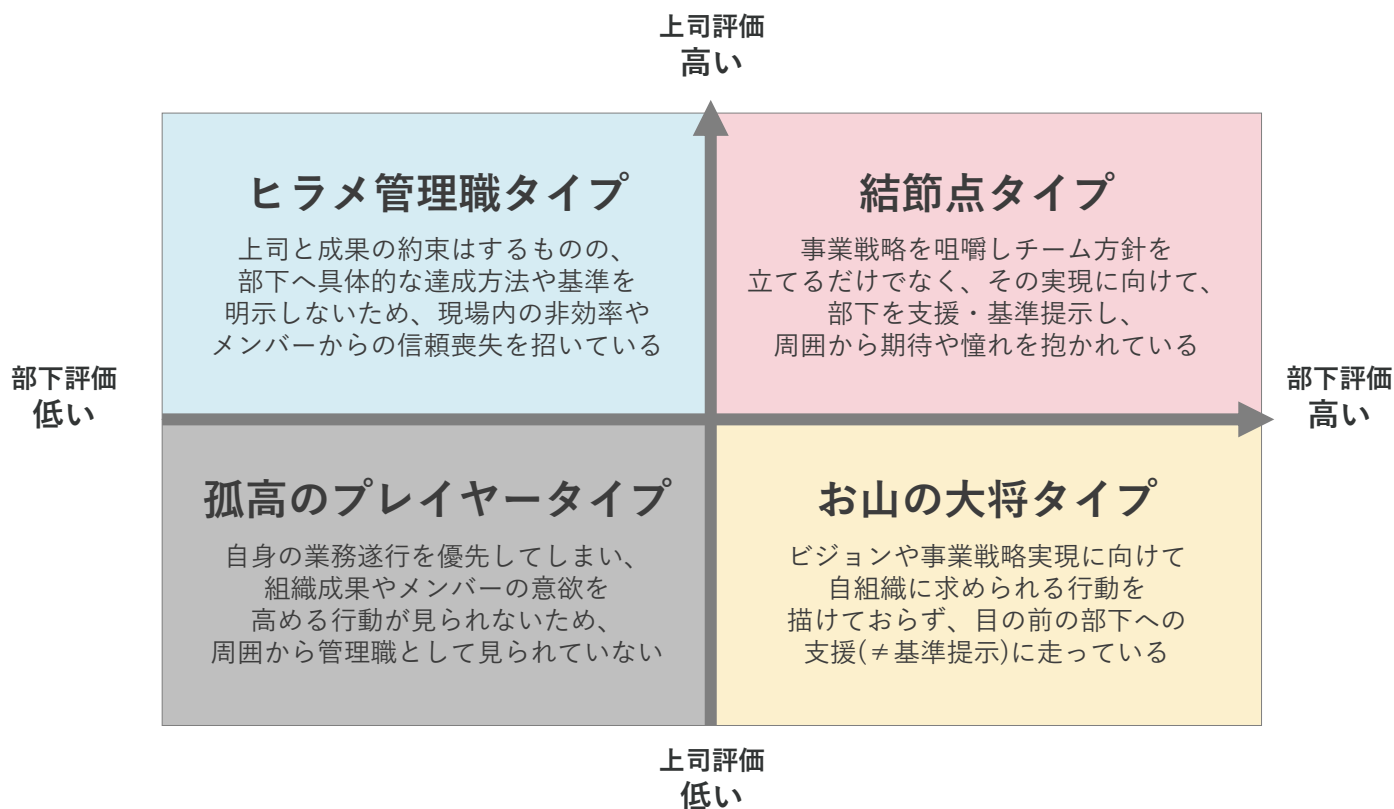 上司評価
高い
ヒラメ管理職タイプ
上司と成果の約束はするものの、
部下へ具体的な達成方法や基準を
明示しないため、現場内の非効率や
メンバーからの信頼喪失を招いている
結節点タイプ
事業戦略を咀嚼しチーム方針を
立てるだけでなく、その実現に向けて、
部下を支援・基準提示し、
周囲から期待や憧れを抱かれている
部下評価
低い
部下評価
高い
孤高のプレイヤータイプ
自身の業務遂行を優先してしまい、
組織成果やメンバーの意欲を
高める行動が見られないため、
周囲から管理職として見られていない
お山の大将タイプ
ビジョンや事業戦略実現に向けて
自組織に求められる行動を
描けておらず、目の前の部下への
支援(≠基準提示)に走っている
上司評価
低い